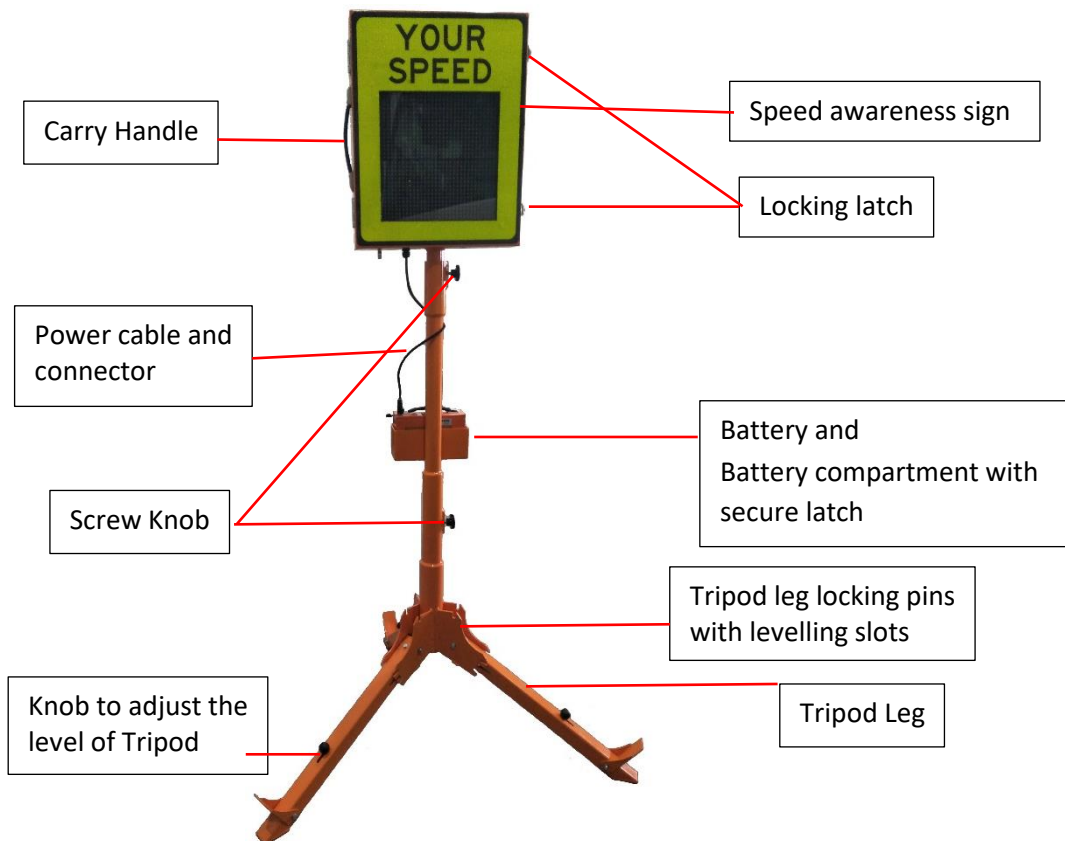 YOUR
SPEED
Carry Handle
Speed awareness sign
Locking latch
Power cable and
connector
Battery and
Battery compartment with
secure latch
Screw Knob
Tripod leg locking pins
with levelling slots
Knob to adjust the
level of Tripod
Tripod Leg